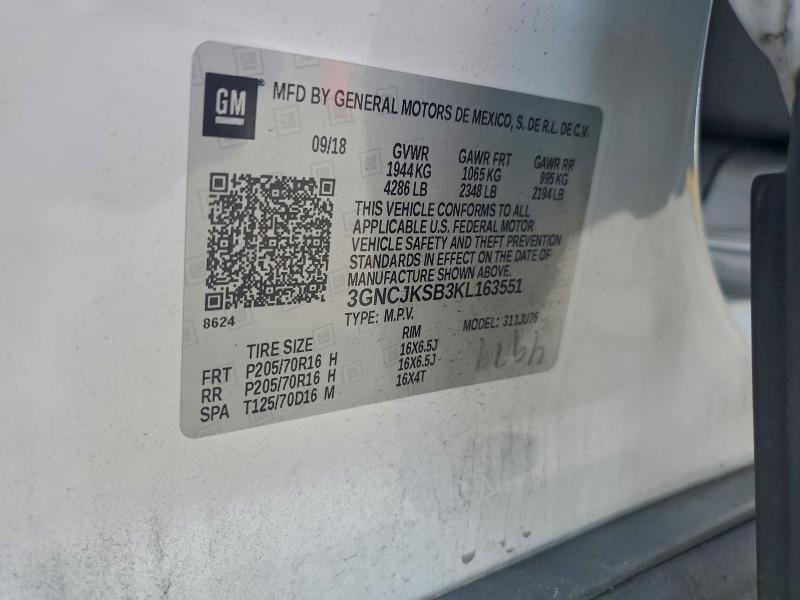 GM ® MFD BY GENERAL MOTORS DE MEXICO, S. DE R.L. DE C.V.
09/18 GVWR GAWR FRT GAWR RR
1944 KG 1065 KG 995 KG
4286 LB 2348 LB 2194 LB
THIS VEHICLE CONFORMS TO ALL
APPLICABLE U.S. FEDERAL MOTOR
VEHICLE SAFETY AND THEFT PREVENTION
STANDARDS IN EFFECT ON THE DATE OF
MANUFACTURE SHOWN ABOVE.
3GNCJKSB3KL163551
8624 TYPE: M.P.V. MODEL: 311JU76
TIRE SIZE RIM
FRT P205/70R16 H 16X6.5J
RR P205/70R16 H 16X6.5J
SPA T125/70D16 M 16X4T